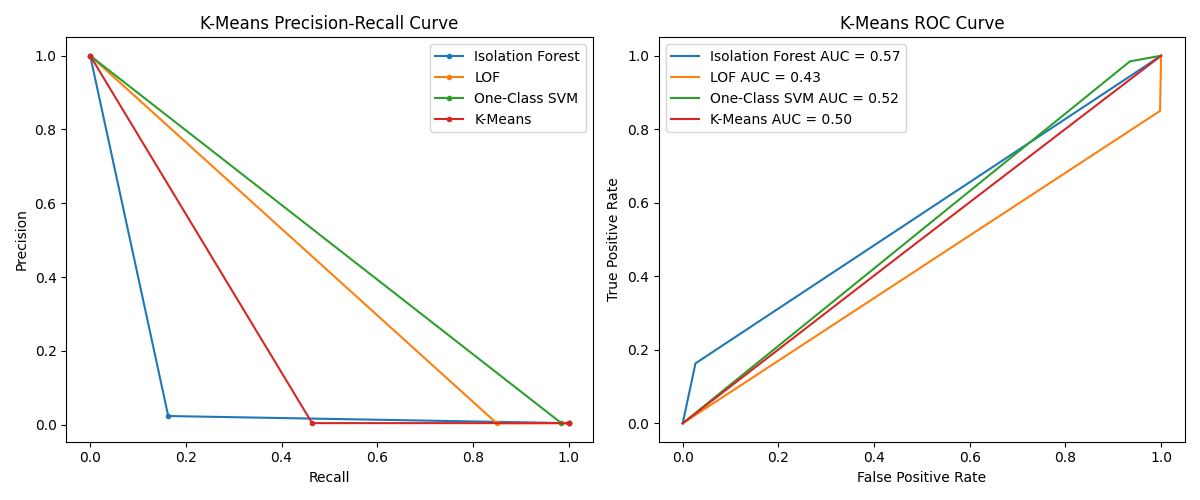 K-Means Precision-Recall Curve
1.0
0.8
0.6
0.4
0.2
0.0
Precision
Isolation Forest
LOF
One-Class SVM
K-Means
0.0 0.2 0.4 0.6 0.8 1.0
Recall
K-Means ROC Curve
1.0
0.8
0.6
0.4
0.2
0.0
True Positive Rate
Isolation Forest AUC = 0.57
LOF AUC = 0.43
One-Class SVM AUC = 0.52
K-Means AUC = 0.50
0.0 0.2 0.4 0.6 0.8 1.0
False Positive Rate